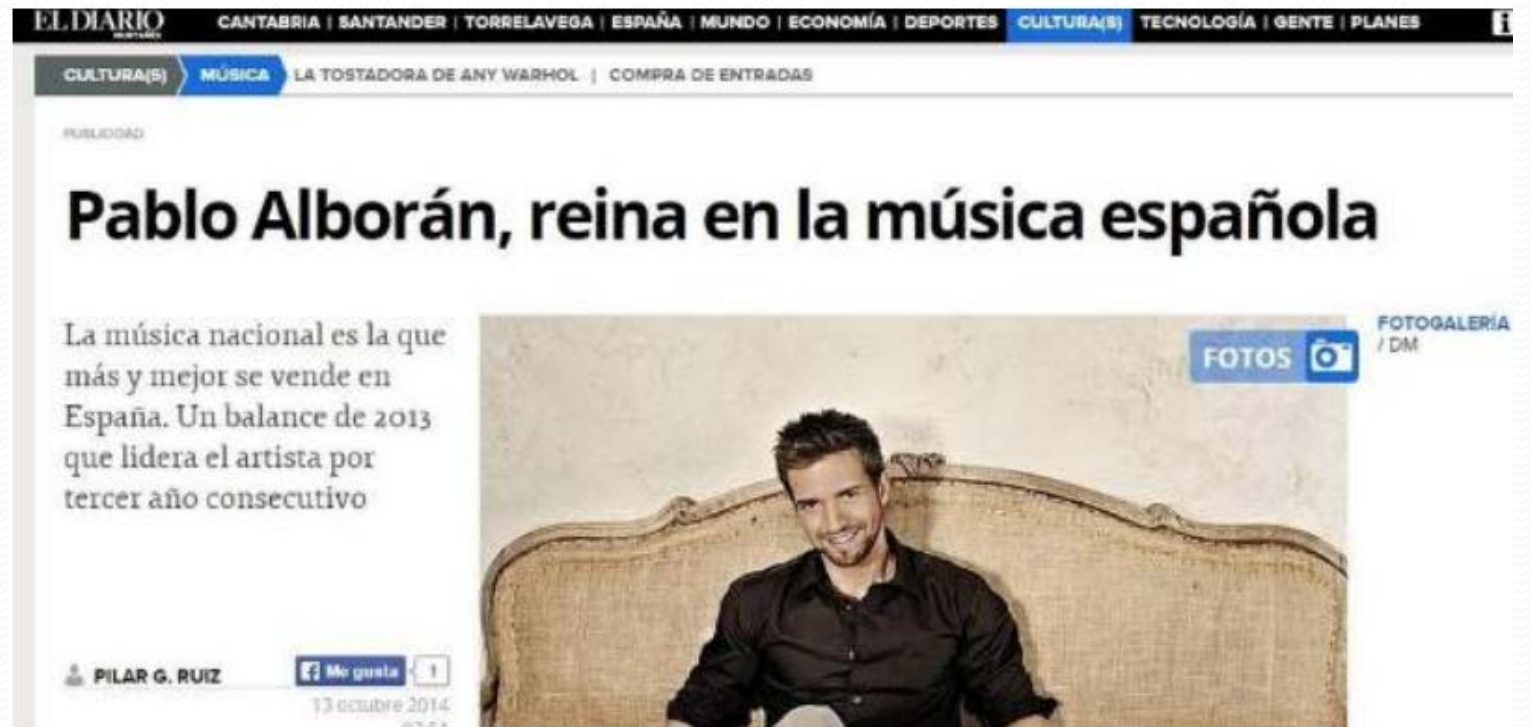 EL DIARIO CANTABRIA | SANTANDER | TORRELAVEGA | ESPAÑA | MUNDO | ECONOMÍA | DEPORTES CULTURA(S) TECNOLOGÍA | GENTE | PLANES
MONTAÑÉS
CULTURA(S) MÚSICA LA TOSTADORA DE ANY WARHOL | COMPRA DE ENTRADAS
PUBLICIDAD
Pablo Alborán, reina en la música española
La música nacional es la que
más y mejor se vende en
España. Un balance de 2013
que lidera el artista por
tercer año consecutivo
FOTOS
FOTOGALERÍA
/ DM
PILAR G. RUIZ
Me gusta 1
13 octubre 2014